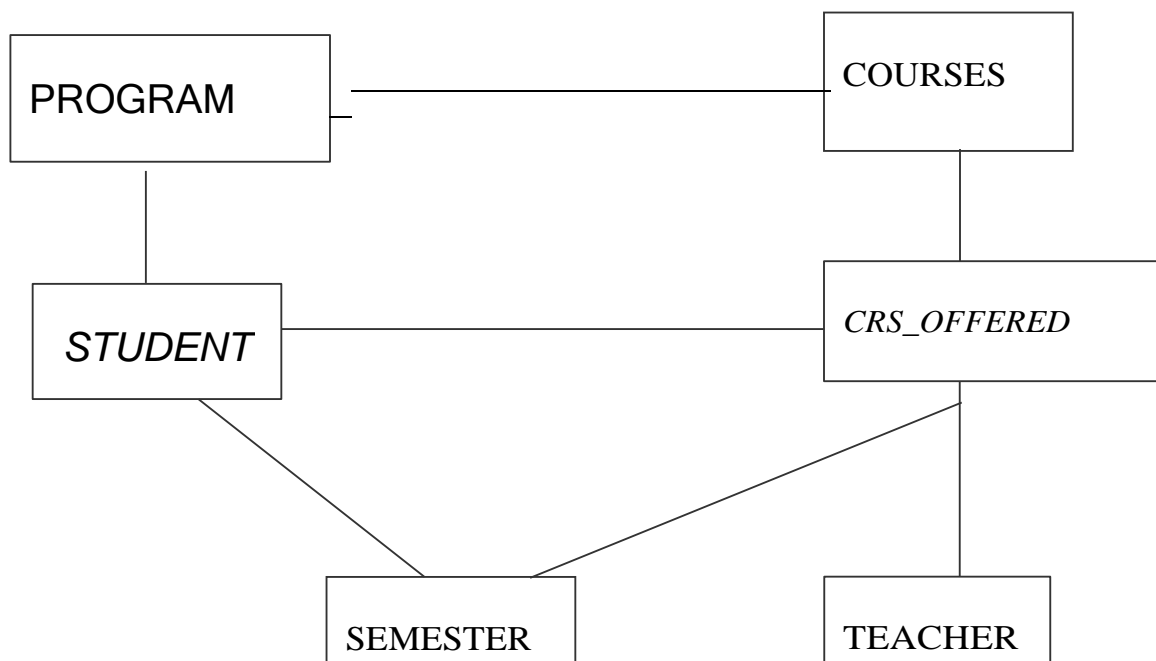 PROGRAM
COURSES
STUDENT
CRS_OFFERED
SEMESTER
TEACHER